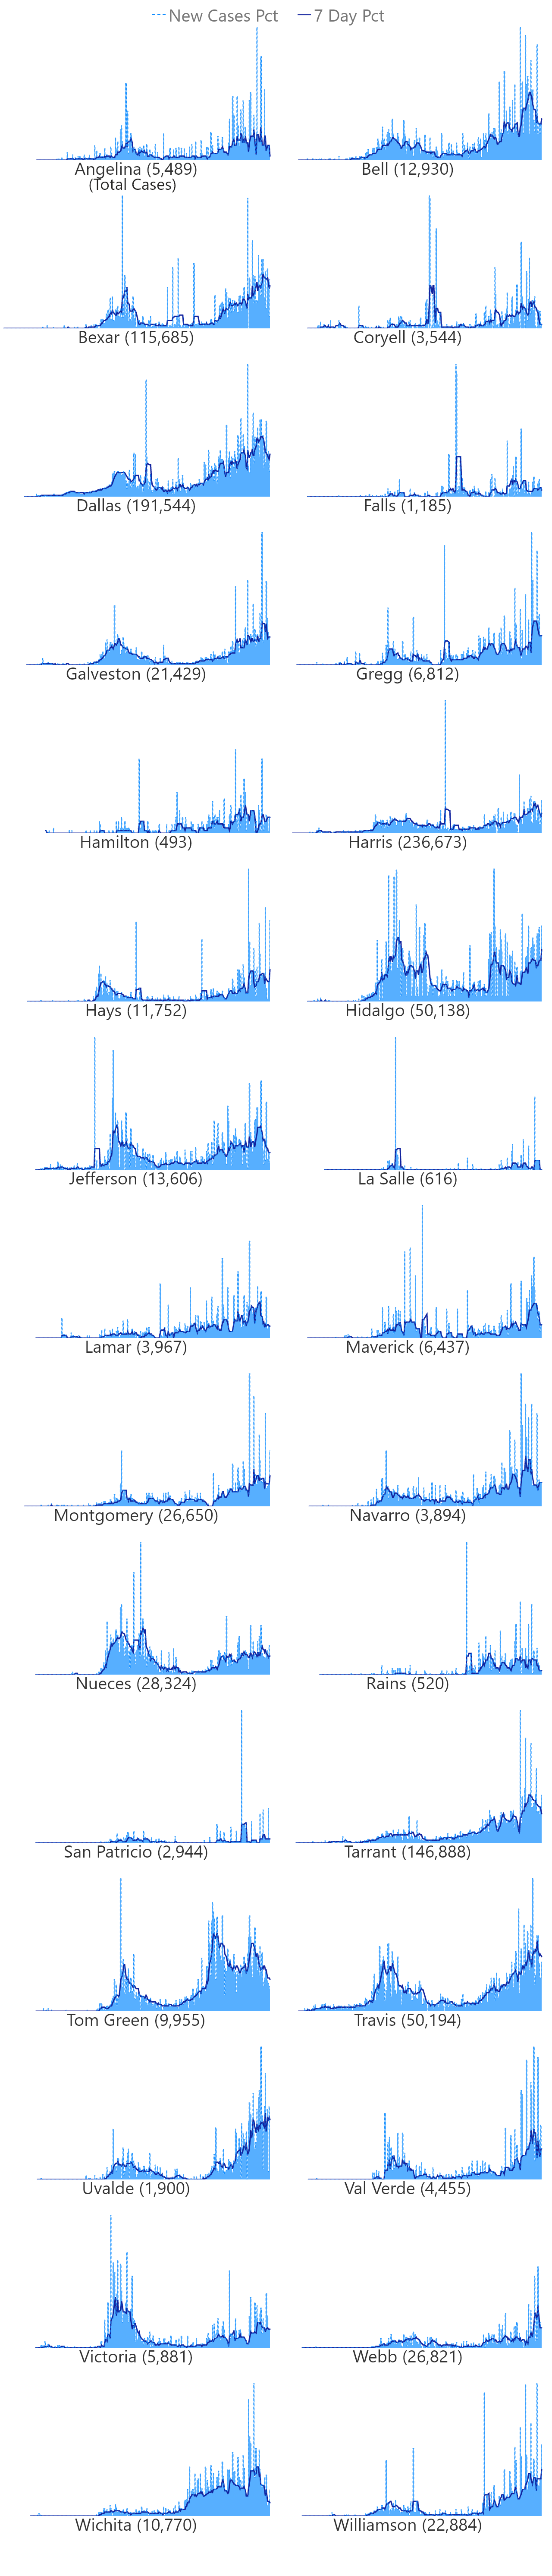 New Cases Pct 7 Day Pct
Angelina (5,489) Bell (12,930)
(Total Cases)
Bexar (115,685) Coryell (3,544)
Dallas (191,544) Falls (1,185)
Galveston (21,429) Gregg (6,812)
Hamilton (493) Harris (236,673)
Hays (11,752) Hidalgo (50,138)
Jefferson (13,606) La Salle (616)
Lamar (3,967) Maverick (6,437)
Montgomery (26,650) Navarro (3,894)
Nueces (28,324) Rains (520)
San Patricio (2,944) Tarrant (146,888)
Tom Green (9,955) Travis (50,194)
Uvalde (1,900) Val Verde (4,455)
Victoria (5,881) Webb (26,821)
Wichita (10,770) Williamson (22,884)